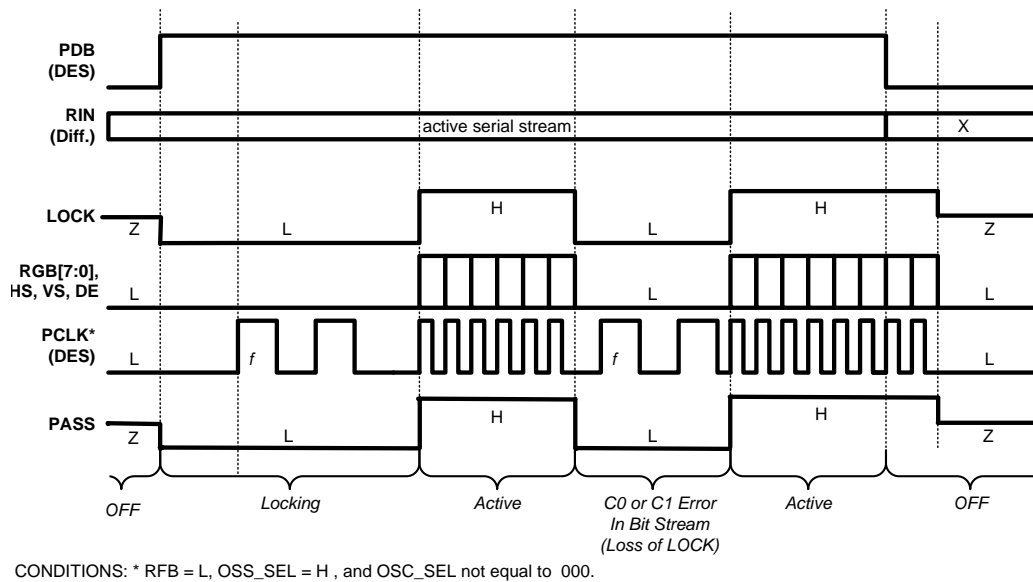 PDB
(DES)
RIN
(Diff.)
active serial stream
X
LOCK
Z
L
H
L
H
Z
RGB[7:0],
HS, VS, DE
L
L
L
PCLK*
(DES)
L
f
f
L
PASS
Z
L
H
L
H
Z
OFF
Locking
Active
C0 or C1 Error
In Bit Stream
(Loss of LOCK)
Active
OFF
CONDITIONS: * RFB = L, OSS_SEL = H , and OSC_SEL not equal to 000.